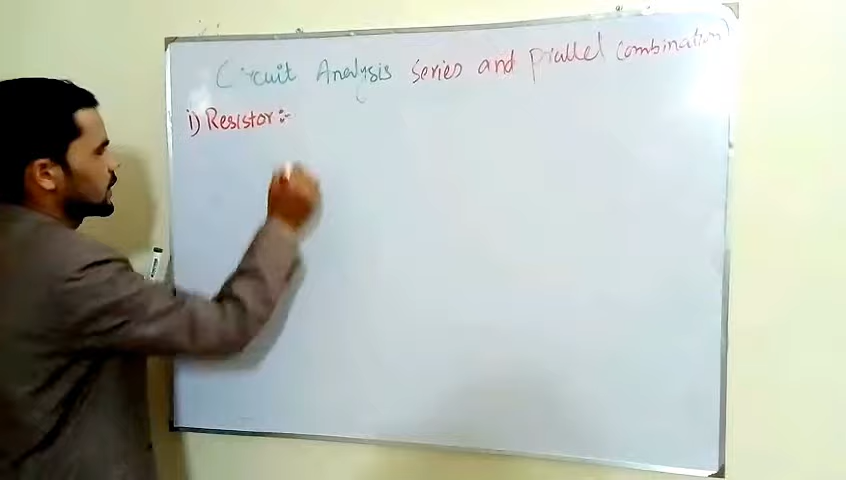 Circuit Analysis series and prallel combination)
i) Resistor:-